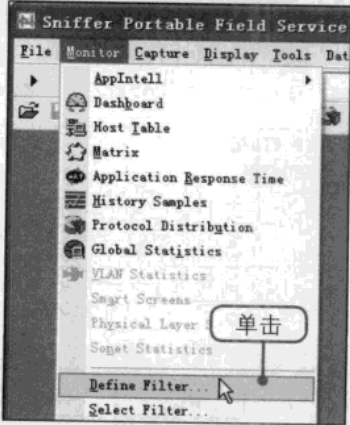 Sniffer Portable Field Service
File Monitor Capture Display Tools Dat
AppIntell
Dashboard
Host Table
Matrix
Application Response Time
History Samples
Protocol Distribution
Global Statistics
VLAN Statistics
Smart Screens
Physical Layer S
单击
Sonet Statistics
Define Filter...
Select Filter...